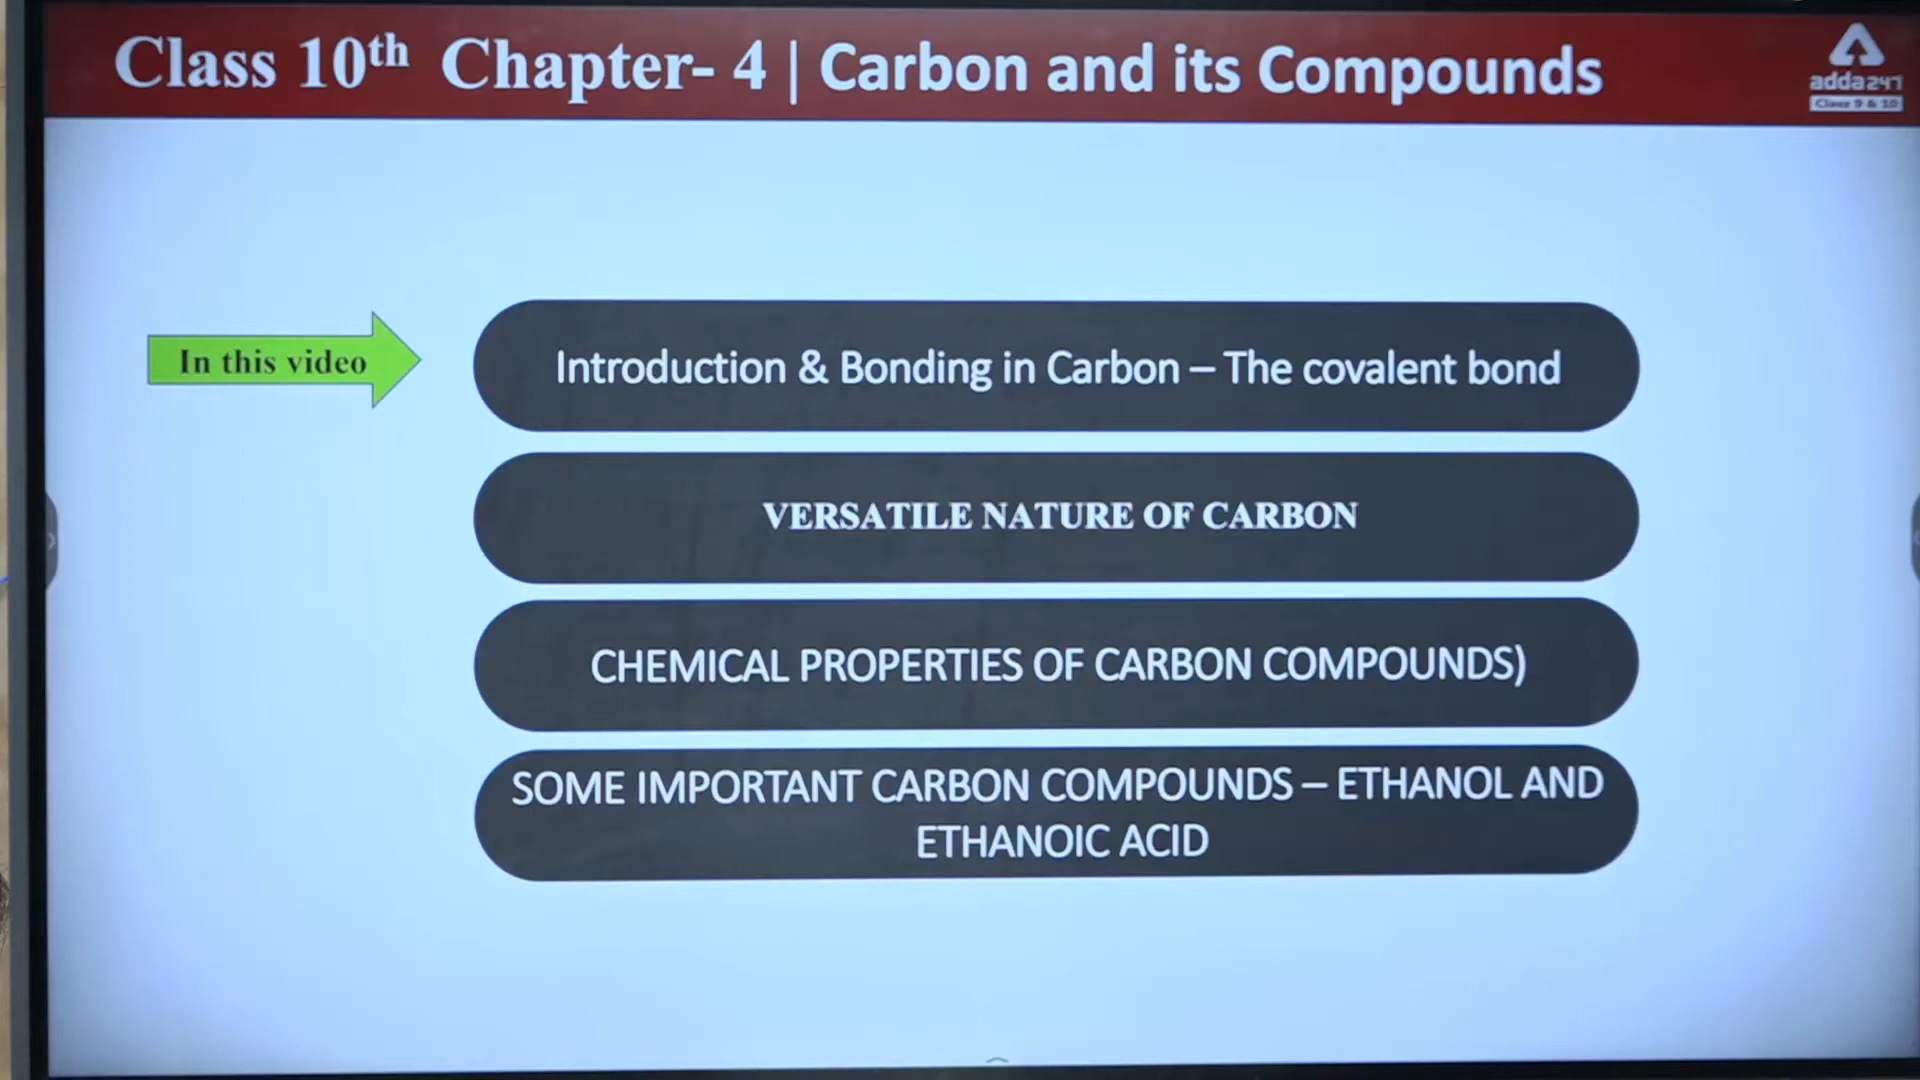 Class 10th Chapter- 4 | Carbon and its Compounds
adda247
Class 9 & 10
In this video
Introduction & Bonding in Carbon – The covalent bond
VERSATILE NATURE OF CARBON
CHEMICAL PROPERTIES OF CARBON COMPOUNDS)
SOME IMPORTANT CARBON COMPOUNDS – ETHANOL AND
ETHANOIC ACID